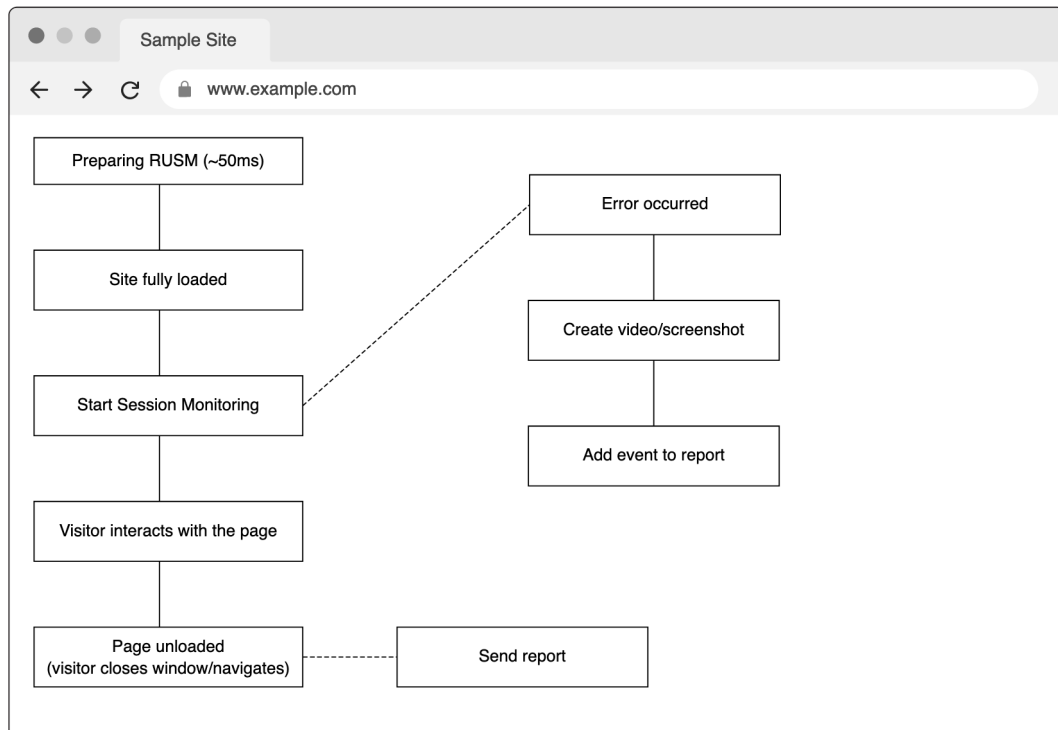 Sample Site
www.example.com
Preparing RUSM (~50ms)
Site fully loaded
Start Session Monitoring
Visitor interacts with the page
Page unloaded
(visitor closes window/navigates)
Error occurred
Create video/screenshot
Add event to report
Send report